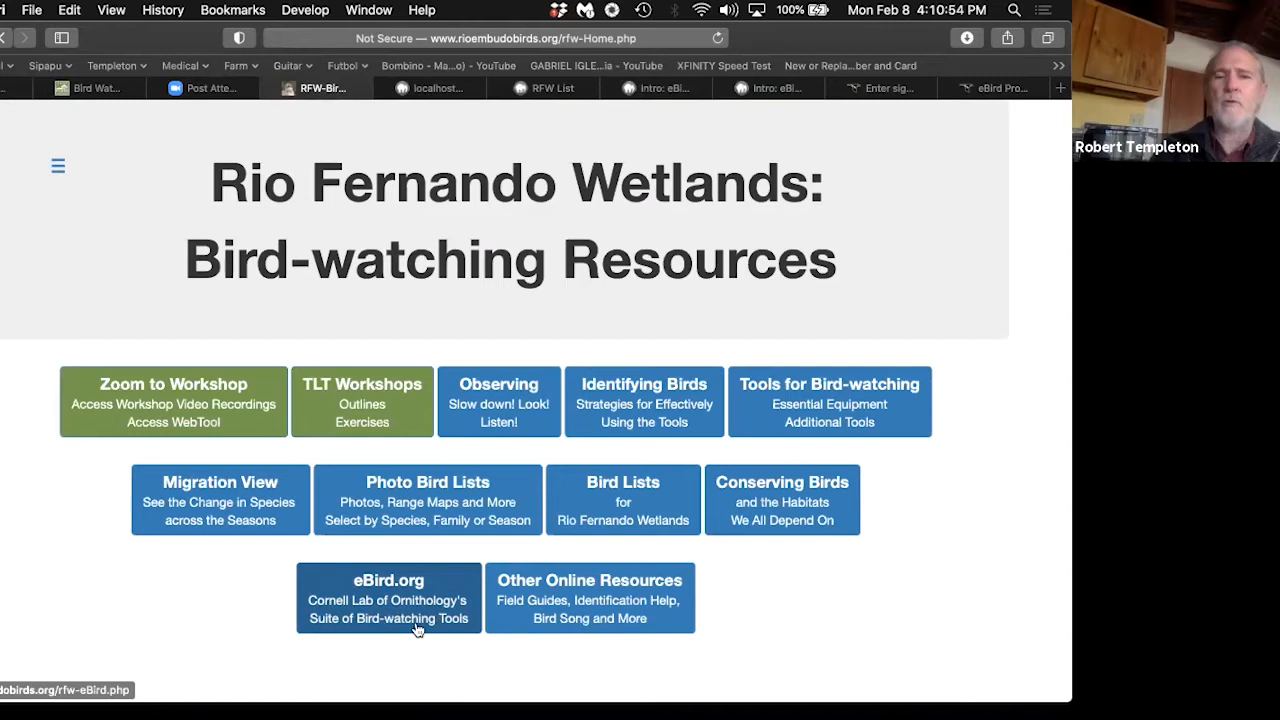 File Edit View History Bookmarks Develop Window Help 100% Mon Feb 8 4:10:54 PM
Not Secure — www.rioembudobirds.org/rfw-Home.php
Sipapu Templeton Medical Farm Guitar Futbol Bombino - Ma...o) - YouTube GABRIEL IGLE...ia - YouTube XFINITY Speed Test New or Repla...ber and Card >>
Bird Wat... Post Atte... RFW-Bir... localhost... RFW List Intro: eBi... Intro: eBi... Enter sig... eBird Pro... +
Robert Templeton
Rio Fernando Wetlands:
Bird-watching Resources
Zoom to Workshop
Access Workshop Video Recordings
Access WebTool
TLT Workshops
Outlines
Exercises
Observing
Slow down! Look!
Listen!
Identifying Birds
Strategies for Effectively
Using the Tools
Tools for Bird-watching
Essential Equipment
Additional Tools
Migration View
See the Change in Species
across the Seasons
Photo Bird Lists
Photos, Range Maps and More
Select by Species, Family or Season
Bird Lists
for
Rio Fernando Wetlands
Conserving Birds
and the Habitats
We All Depend On
eBird.org
Cornell Lab of Ornithology's
Suite of Bird-watching Tools
Other Online Resources
Field Guides, Identification Help,
Bird Song and More
dobirds.org/rfw-eBird.php